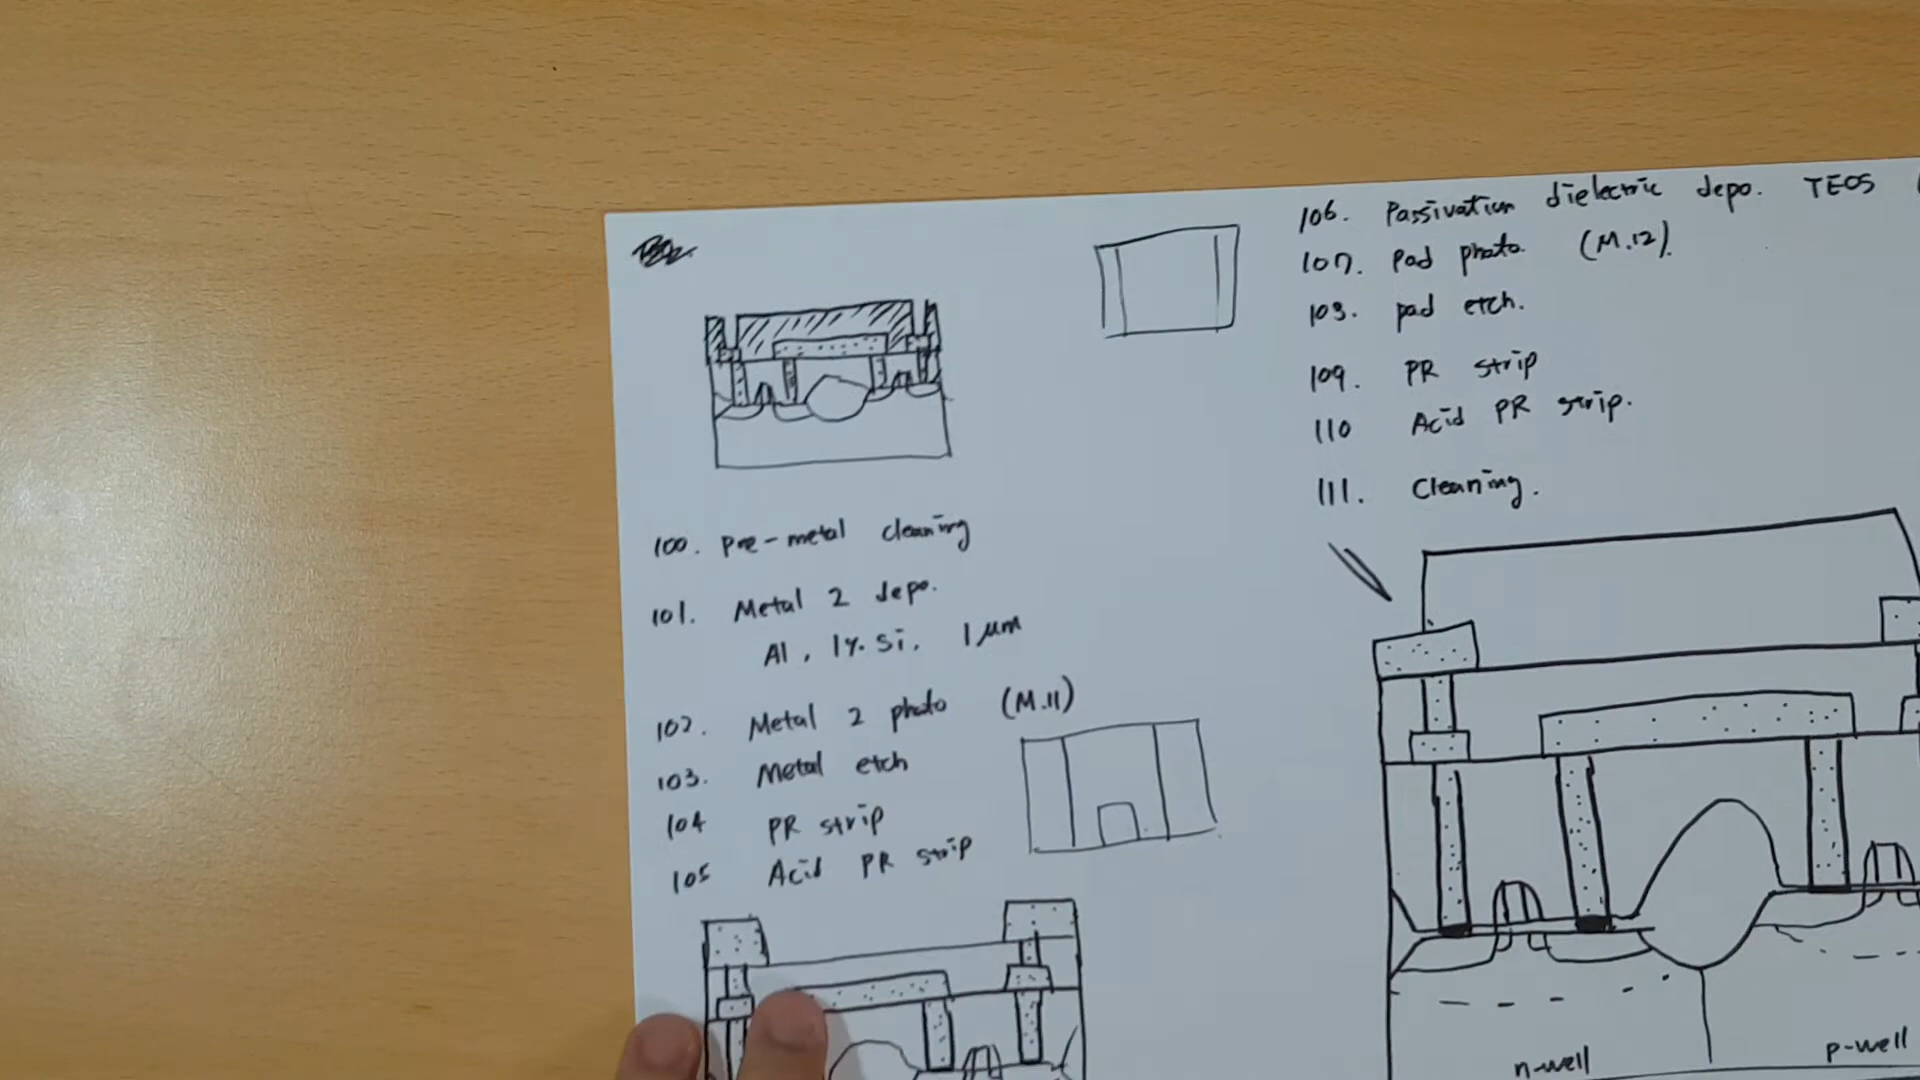 100. pre-metal cleaning
101. Metal 2 depo.
Al, 1% Si, 1 μm
102. Metal 2 photo (M.11)
103. Metal etch
104 PR strip
105 Acid PR strip
106. Passivation dielectric depo. TEOS
107. Pad photo (M.12).
108. pad etch.
109. PR strip
110 Acid PR strip.
111. Cleaning.
n-well
p-well